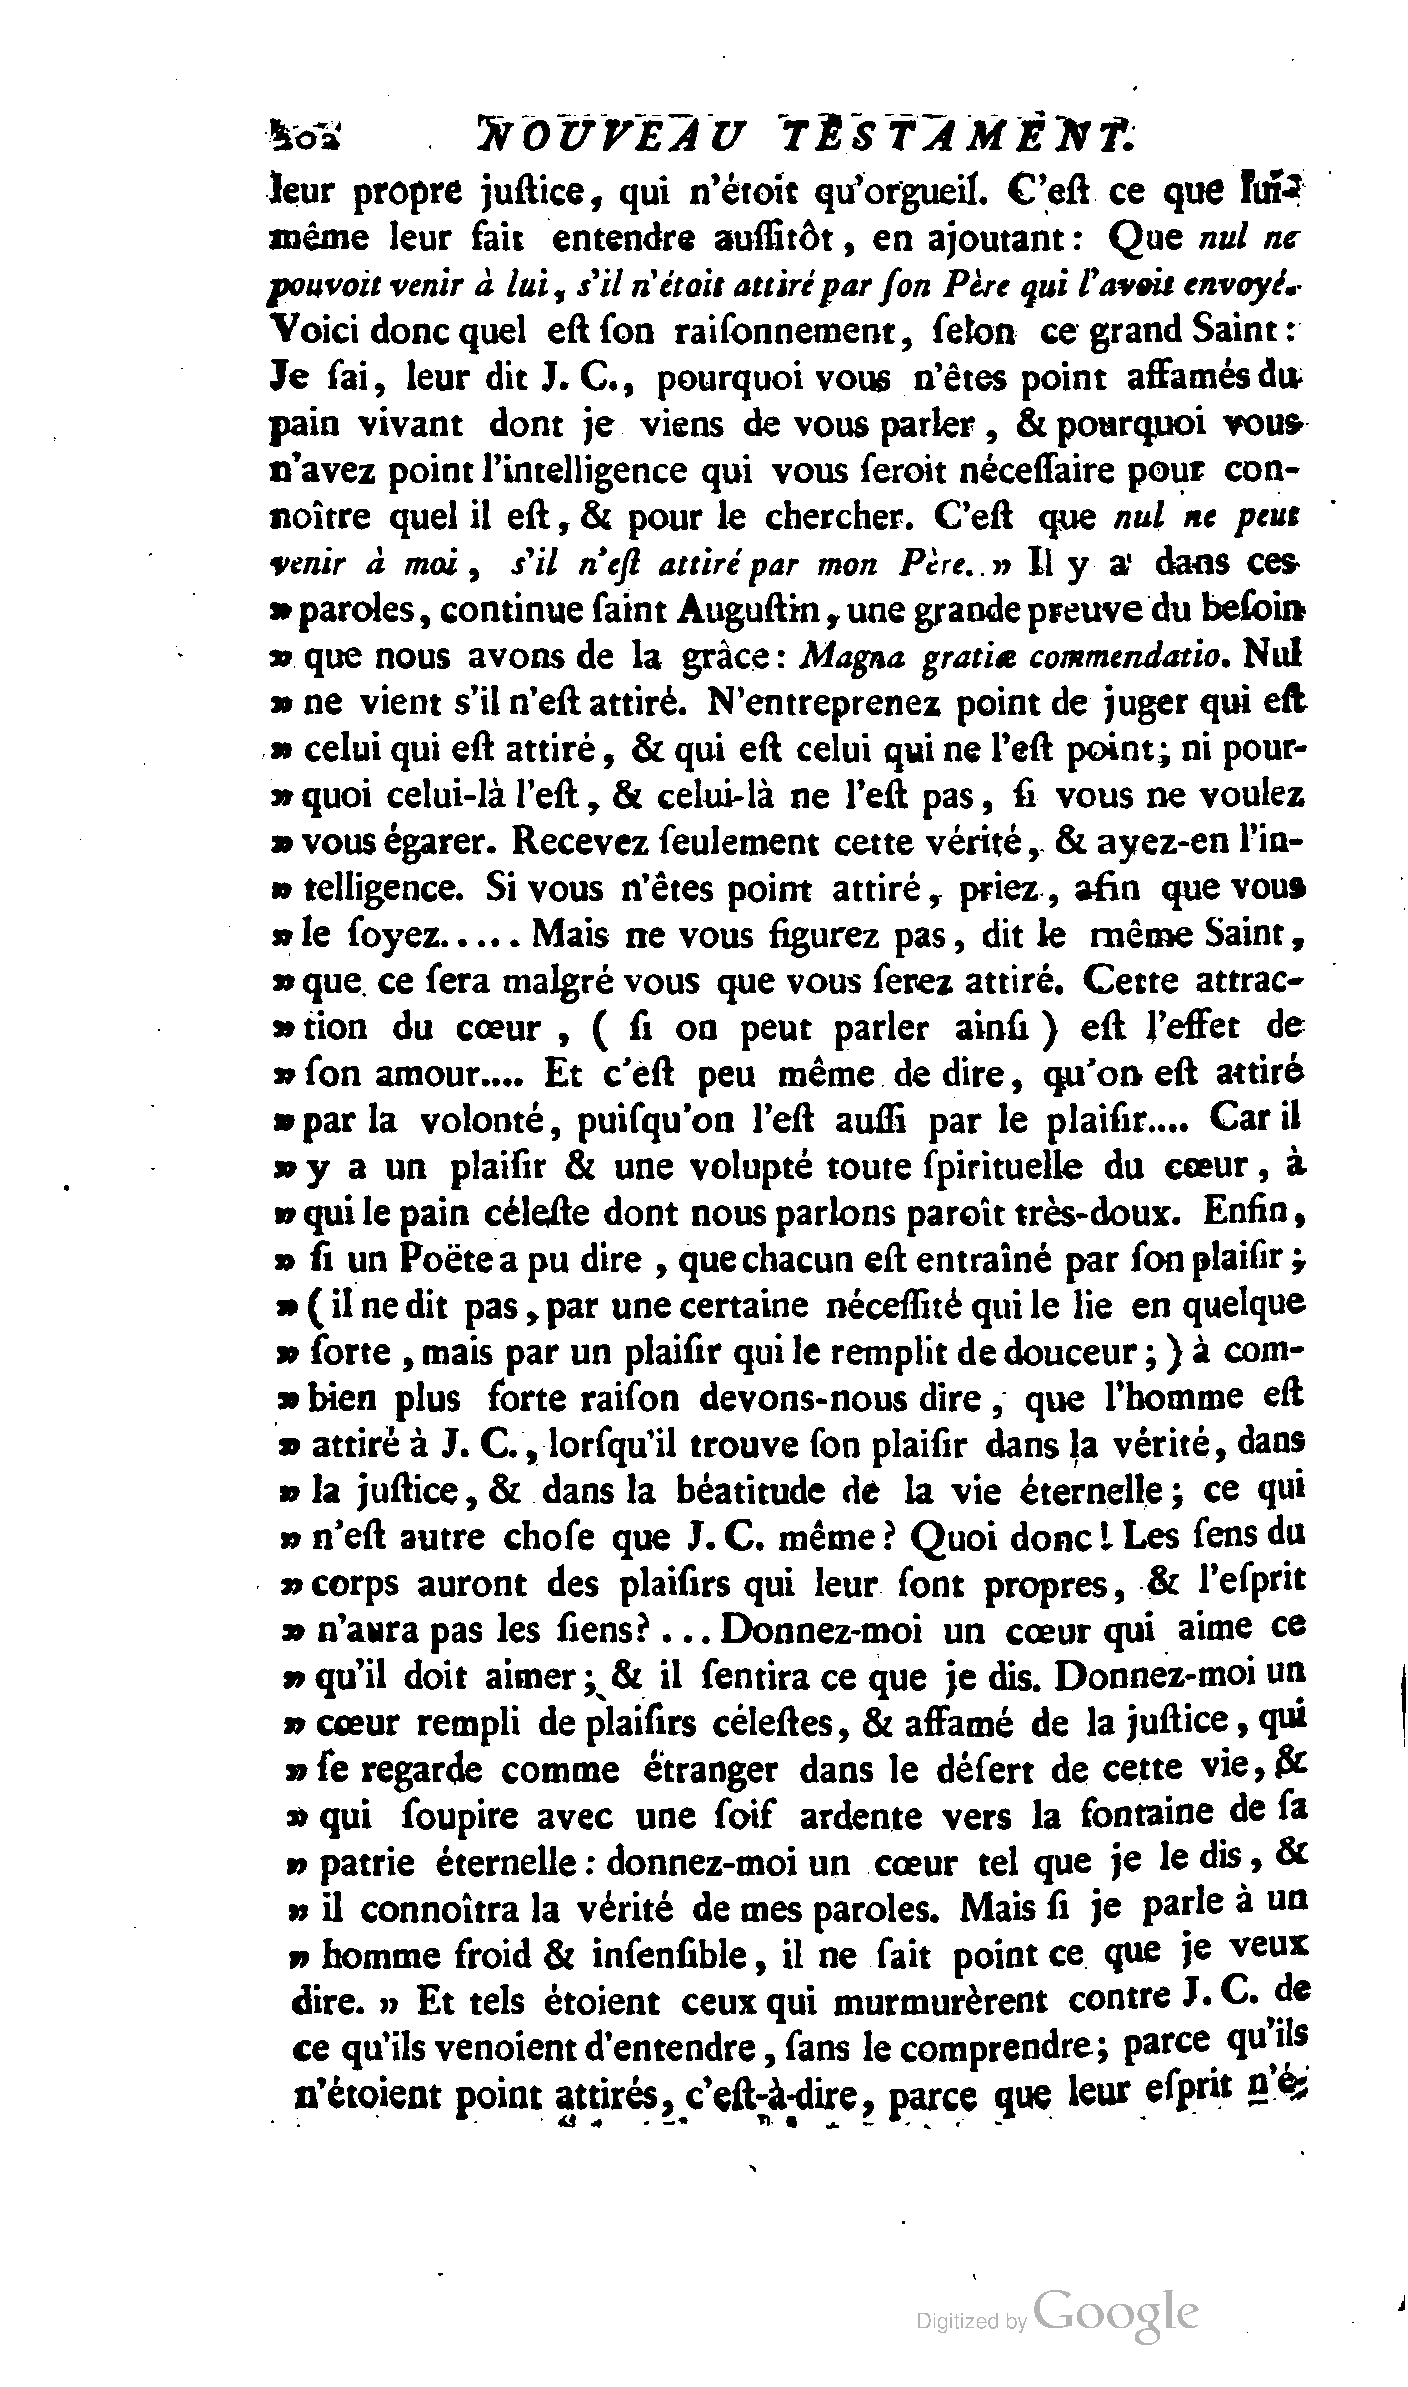 202 NOUVEAU TESTAMENT.
leur propre juſtice, qui n'étoit qu'orgueil. C'eſt ce que lui-
même leur fait entendre auſſitôt, en ajoutant: Que nul ne
pouvoit venir à lui, s'il n'étoit attiré par ſon Père qui l'avoit envoyé.
Voici donc quel eſt ſon raiſonnement, ſelon ce grand Saint:
Je ſai, leur dit J. C., pourquoi vous n'êtes point affamés du
pain vivant dont je viens de vous parler, & pourquoi vous
n'avez point l'intelligence qui vous ſeroit néceſſaire pour con-
noître quel il eſt, & pour le chercher. C'eſt que nul ne peut
venir à moi, s'il n'eſt attiré par mon Père.. » Il y a dans ces
» paroles, continue ſaint Auguſtin, une grande preuve du beſoin
» que nous avons de la grâce: Magna gratiæ commendatio. Nul
» ne vient s'il n'eſt attiré. N'entreprenez point de juger qui eſt
» celui qui eſt attiré, & qui eſt celui qui ne l'eſt point; ni pour-
» quoi celui-là l'eſt, & celui-là ne l'eſt pas, ſi vous ne voulez
» vous égarer. Recevez ſeulement cette vérité, & ayez-en l'in-
» telligence. Si vous n'êtes point attiré, priez, afin que vous
» le ſoyez..... Mais ne vous figurez pas, dit le même Saint,
» que ce ſera malgré vous que vous ſerez attiré. Cette attrac-
» tion du cœur, ( ſi on peut parler ainſi ) eſt l'effet de
» ſon amour.... Et c'eſt peu même de dire, qu'on eſt attiré
» par la volonté, puiſqu'on l'eſt auſſi par le plaiſir.... Car il
» y a un plaiſir & une volupté toute ſpirituelle du cœur, à
» qui le pain céleſte dont nous parlons paroît très-doux. Enfin,
» ſi un Poëte a pu dire, que chacun eſt entraîné par ſon plaiſir;
» ( il ne dit pas, par une certaine néceſſité qui le lie en quelque
» ſorte, mais par un plaiſir qui le remplit de douceur; ) à com-
» bien plus forte raiſon devons-nous dire, que l'homme eſt
» attiré à J. C., lorſqu'il trouve ſon plaiſir dans la vérité, dans
» la juſtice, & dans la béatitude de la vie éternelle; ce qui
» n'eſt autre choſe que J. C. même? Quoi donc! Les ſens du
» corps auront des plaiſirs qui leur ſont propres, & l'eſprit
» n'aura pas les ſiens? ... Donnez-moi un cœur qui aime ce
» qu'il doit aimer; & il ſentira ce que je dis. Donnez-moi un
» cœur rempli de plaiſirs céleſtes, & affamé de la juſtice, qui
» ſe regarde comme étranger dans le déſert de cette vie, &
» qui ſoupire avec une ſoif ardente vers la fontaine de ſa
» patrie éternelle: donnez-moi un cœur tel que je le dis, &
» il connoîtra la vérité de mes paroles. Mais ſi je parle à un
» homme froid & inſenſible, il ne ſait point ce que je veux
dire. » Et tels étoient ceux qui murmurèrent contre J. C. de
ce qu'ils venoient d'entendre, ſans le comprendre; parce qu'ils
n'étoient point attirés, c'eſt-à-dire, parce que leur eſprit n'é-
Digitized by Google